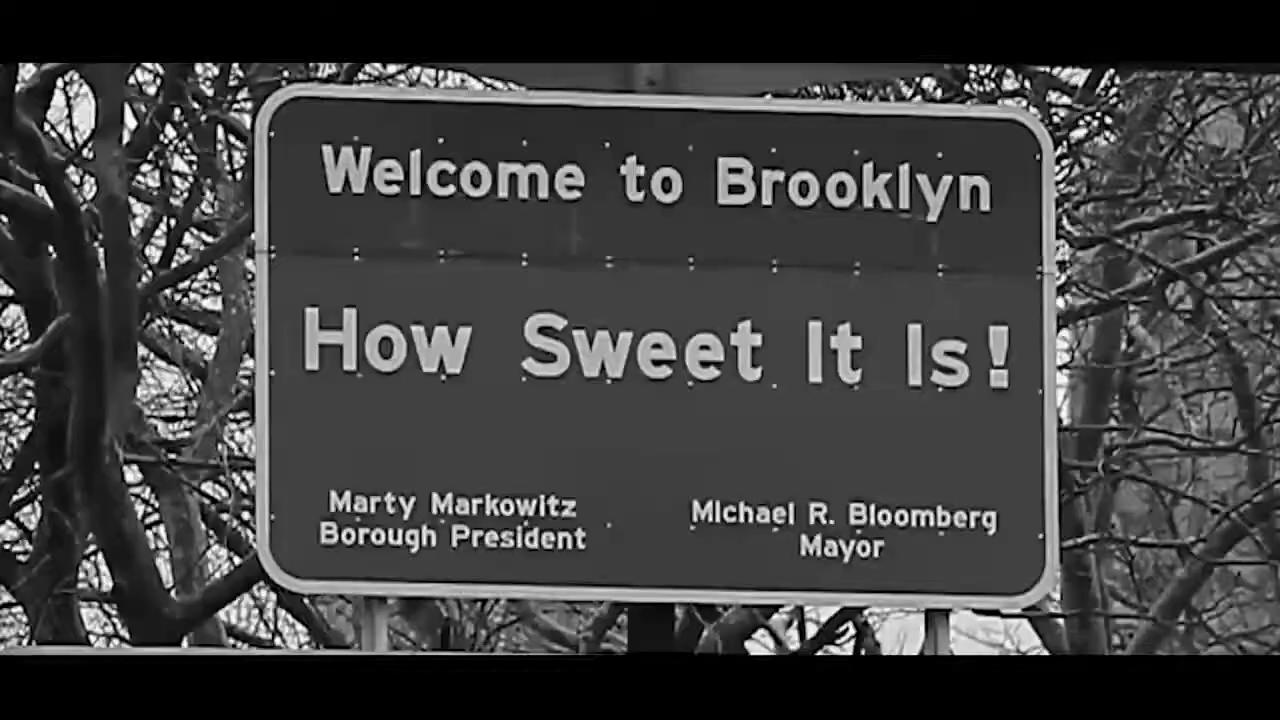 Welcome to Brooklyn
How Sweet It Is!
Marty Markowitz
Borough President
Michael R. Bloomberg
Mayor